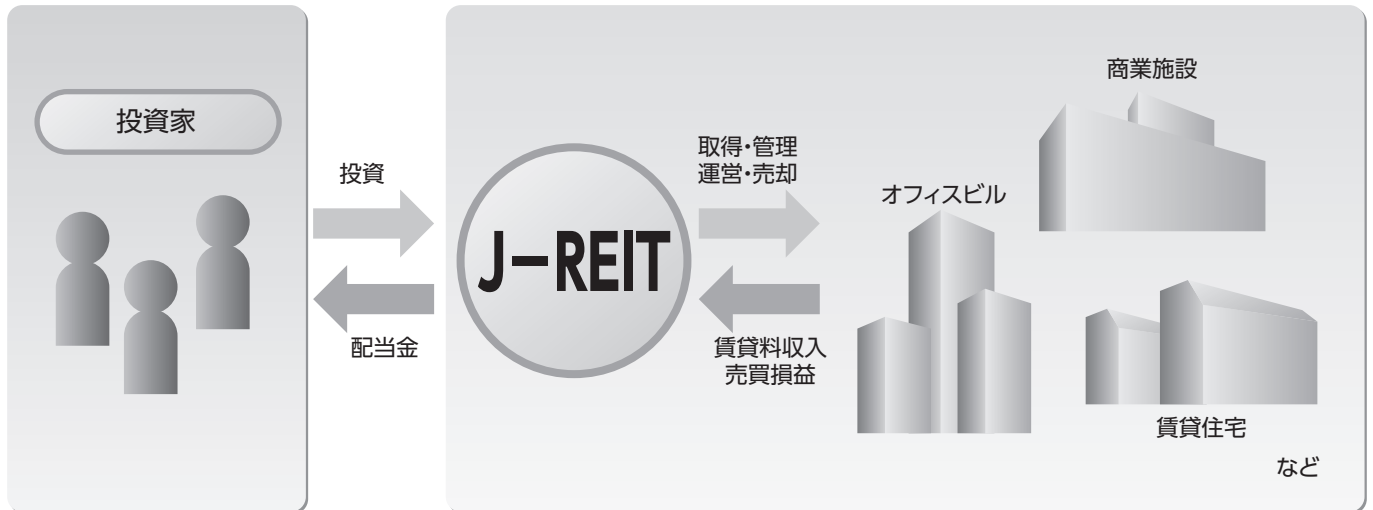 投資家
投資
配当金
J-REIT
取得・管理
運営・売却
賃貸料収入
売買損益
商業施設
オフィスビル
賃貸住宅
など